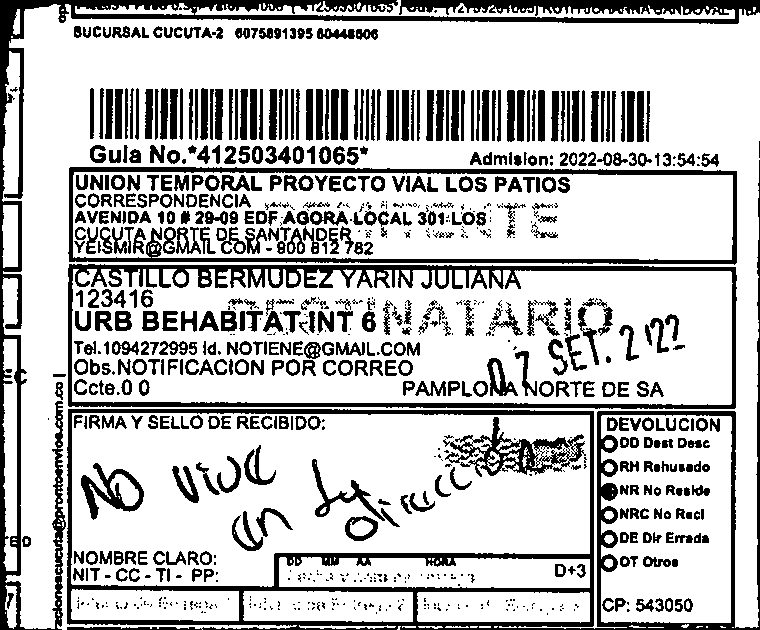 SUCURSAL CUCUTA-2 6075891395 60448606
Guia No.*412503401065*
Admision: 2022-08-30-13:54:54
UNION TEMPORAL PROYECTO VIAL LOS PATIOS
CORRESPONDENCIA
AVENIDA 10 # 29-09 EDF AGORA LOCAL 301 LOS
CUCUTA NORTE DE SANTANDER
YEISMIR@GMAIL COM - 900 812 782
CASTILLO BERMUDEZ YARIN JULIANA
123416
DESTINATARIO
URB BEHABITAT INT 6
Tel.1094272995 Id. NOTIENE@GMAIL.COM
Obs.NOTIFICACION POR CORREO
07 SET. 2022
Ccte.0 0
PAMPLONA NORTE DE SA
FIRMA Y SELLO DE RECIBIDO:
No vive
en la
direccion
NOMBRE CLARO:
NIT - CC - TI - PP:
DD MM AA HORA
D+3
DEVOLUCION
DD Dest Desc
RH Rehusado
NR No Reside
NRC No Recl
DE Dir Errada
OT Otros
CP: 543050